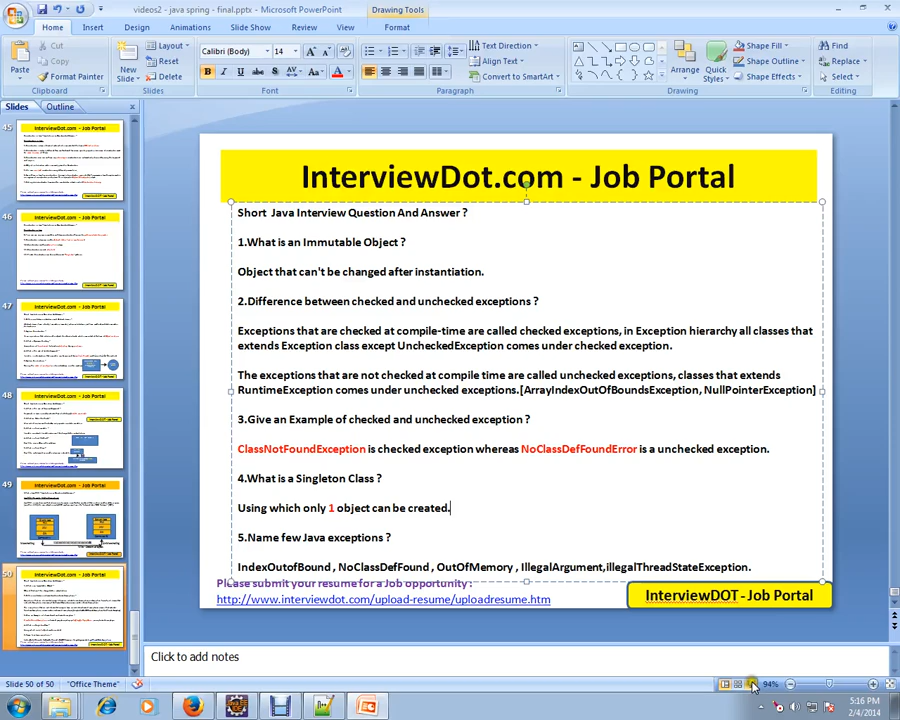 videos2 - java spring - final.pptx - Microsoft PowerPoint
Drawing Tools
Home Insert Design Animations Slide Show Review View Format
Paste
Cut
Copy
Format Painter
Clipboard
New Slide
Layout
Reset
Delete
Slides
Calibri (Body) 14
Font
Paragraph
Text Direction
Align Text
Convert to SmartArt
Arrange
Quick Styles
Shape Fill
Shape Outline
Shape Effects
Drawing
Find
Replace
Select
Editing
Slides Outline
45
46
47
48
49
50
InterviewDot.com - Job Portal
Short Java Interview Question And Answer ?
1.What is an Immutable Object ?
Object that can't be changed after instantiation.
2.Difference between checked and unchecked exceptions ?
Exceptions that are checked at compile-time are called checked exceptions, in Exception hierarchy all classes that
extends Exception class except UncheckedException comes under checked exception.
The exceptions that are not checked at compile time are called unchecked exceptions, classes that extends
RuntimeException comes under unchecked exceptions.[ArrayIndexOutOfBoundsException, NullPointerException]
3.Give an Example of checked and unchecked exception ?
ClassNotFoundException is checked exception whereas NoClassDefFoundError is a unchecked exception.
4.What is a Singleton Class ?
Using which only 1 object can be created.
5.Name few Java exceptions ?
IndexOutofBound , NoClassDefFound , OutOfMemory , IllegalArgument,illegalThreadStateException.
Please submit your resume for a Job opportunity :
http://www.interviewdot.com/upload-resume/uploadresume.htm
InterviewDOT - Job Portal
Click to add notes
Slide 50 of 50 "Office Theme" 94%
5:16 PM
2/4/2014